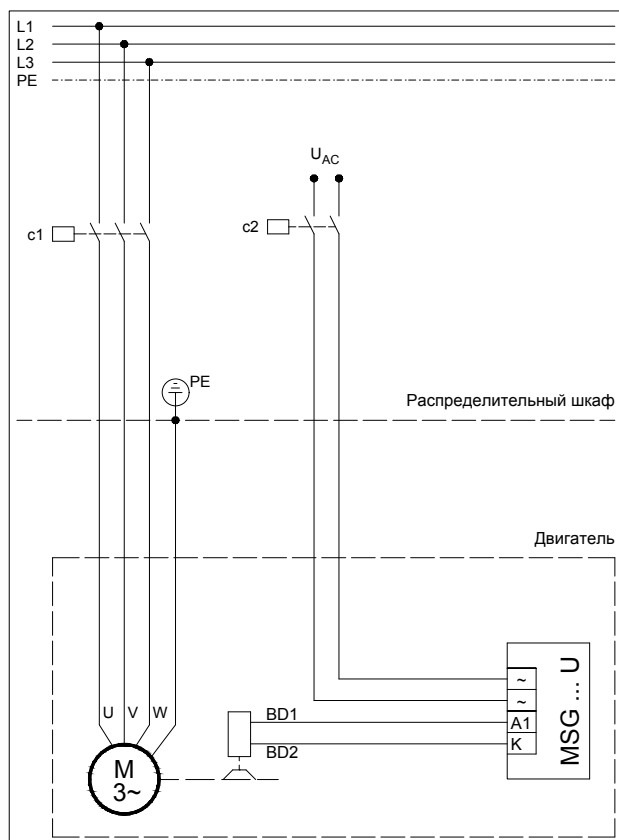 L1
L2
L3
PE
U_AC
c1
c2
PE
Распределительный шкаф
Двигатель
U V W
M
3~
BD1
BD2
~
~
A1
K
MSG ... U